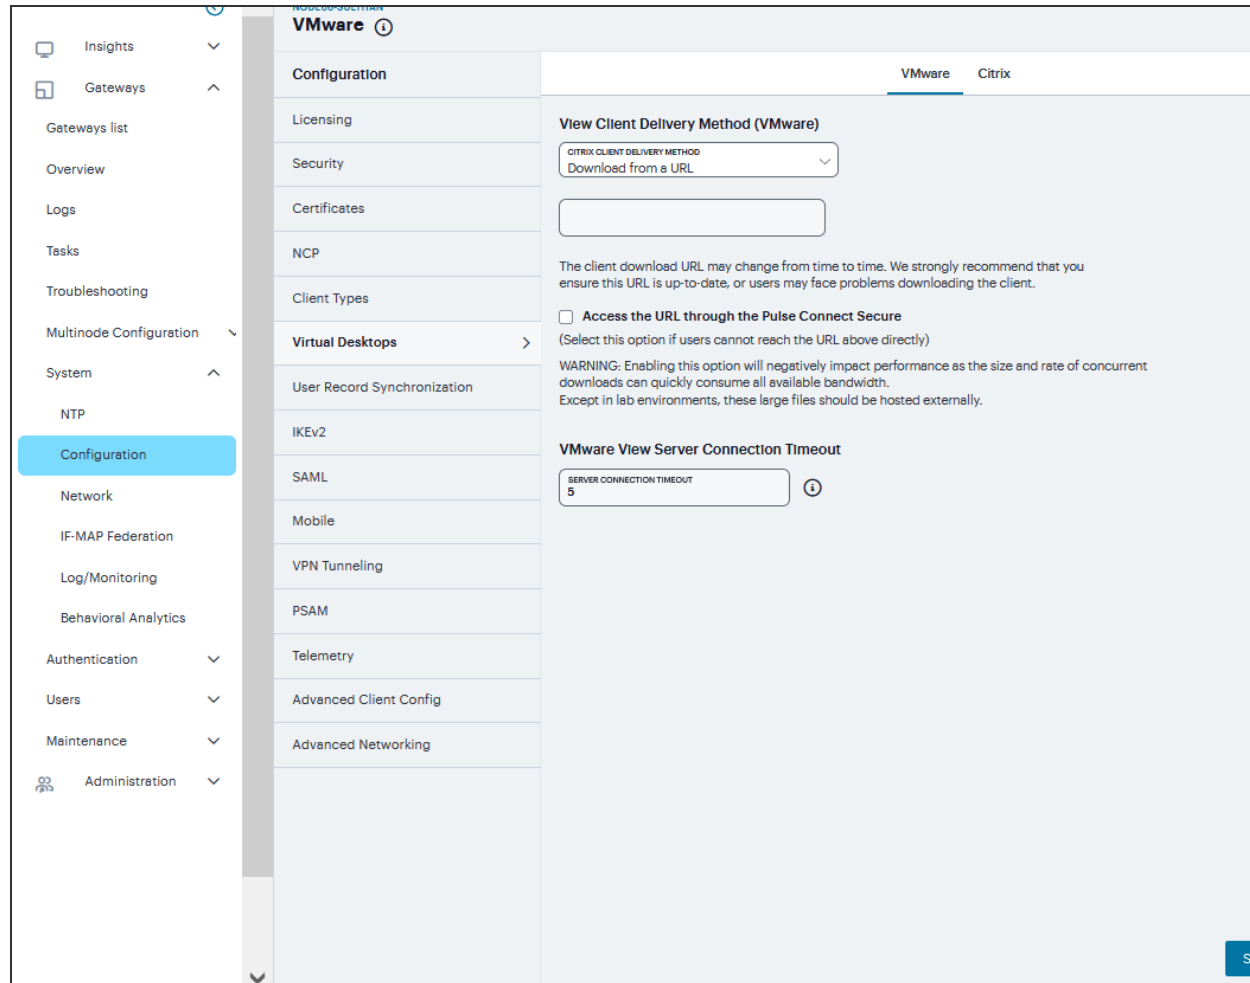 Insights
Gateways
Gateways list
Overview
Logs
Tasks
Troubleshooting
Multinode Configuration
System
NTP
Configuration
Network
IF-MAP Federation
Log/Monitoring
Behavioral Analytics
Authentication
Users
Maintenance
Administration
VMware
Configuration
Licensing
Security
Certificates
NCP
Client Types
Virtual Desktops
User Record Synchronization
IKEv2
SAML
Mobile
VPN Tunneling
PSAM
Telemetry
Advanced Client Config
Advanced Networking
VMware Citrix
View Client Delivery Method (VMware)
CITRIX CLIENT DELIVERY METHOD
Download from a URL
The client download URL may change from time to time. We strongly recommend that you
ensure this URL is up-to-date, or users may face problems downloading the client.
Access the URL through the Pulse Connect Secure
(Select this option if users cannot reach the URL above directly)
WARNING: Enabling this option will negatively impact performance as the size and rate of concurrent
downloads can quickly consume all available bandwidth.
Except in lab environments, these large files should be hosted externally.
VMware View Server Connection Timeout
SERVER CONNECTION TIMEOUT
5